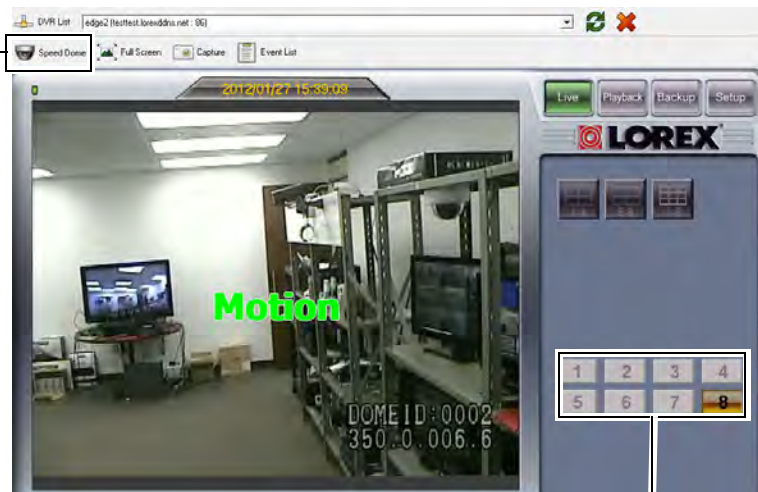 DVR List edge2 (testtest.lorexddns.net : 86)
Speed Dome Full Screen Capture Event List
2012/01/27 15:39:09
Live Playback Backup Setup
LOREX
Motion
1 2 3 4
5 6 7 8
DOMEID:0002
350.0.006.6